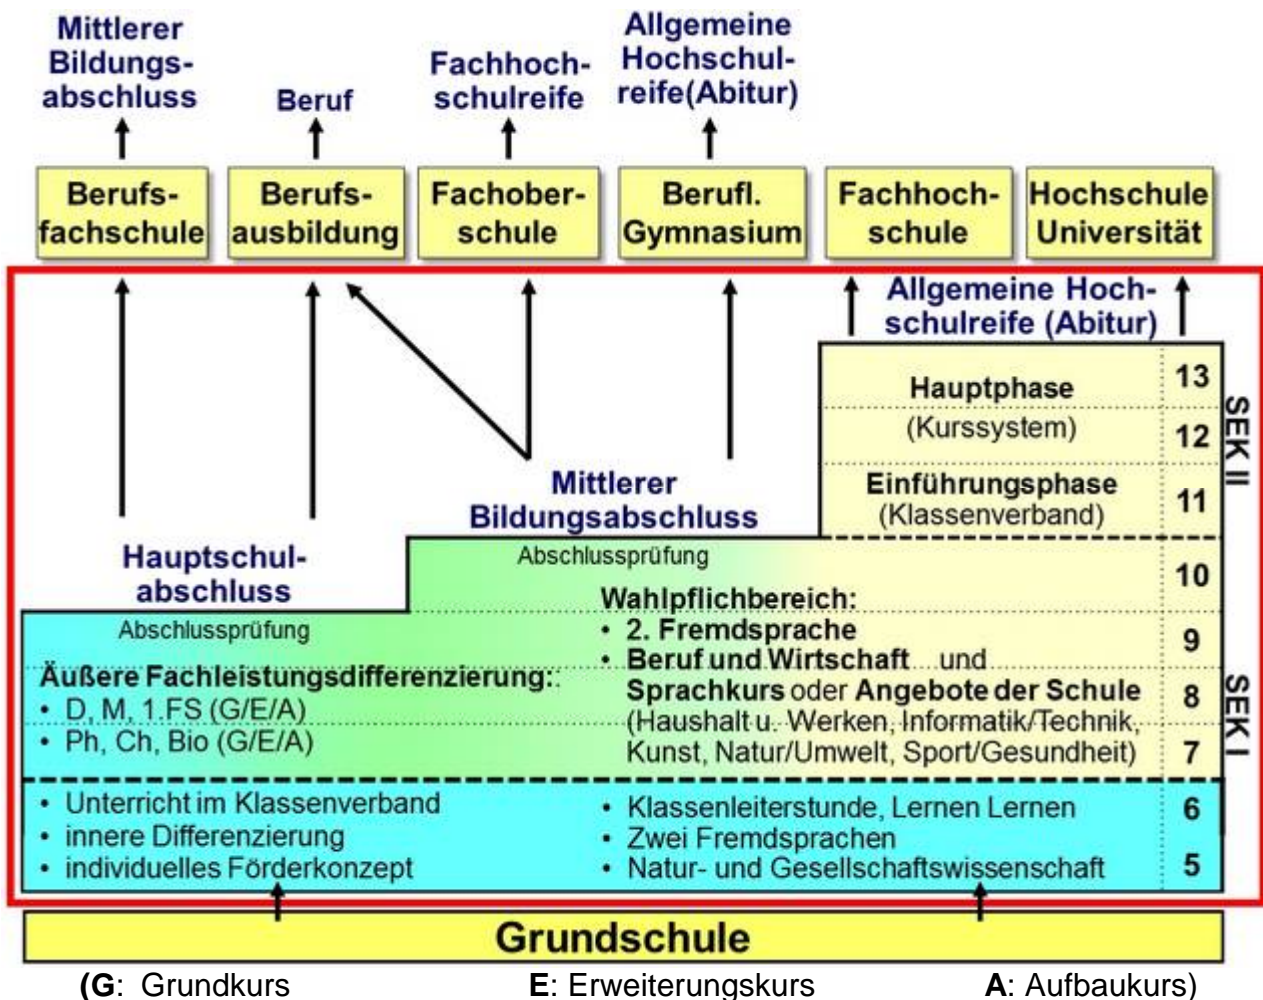 Mittlerer
Bildungs-
abschluss
Beruf
Fachhoch-
schulreife
Allgemeine
Hochschul-
reife(Abitur)
Berufs-
fachschule
Berufs-
ausbildung
Fachober-
schule
Berufl.
Gymnasium
Fachhoch-
schule
Hochschule
Universität
Allgemeine Hoch-
schulreife (Abitur)
Hauptphase
(Kurssystem)
Einführungsphase
(Klassenverband)
13
12
11
SEK II
Mittlerer
Bildungsabschluss
Abschlussprüfung
Hauptschul-
abschluss
Abschlussprüfung
Äußere Fachleistungsdifferenzierung::
• D, M, 1.FS (G/E/A)
• Ph, Ch, Bio (G/E/A)
Wahlpflichbereich:
• 2. Fremdsprache
• Beruf und Wirtschaft und
Sprachkurs oder Angebote der Schule
(Haushalt u. Werken, Informatik/Technik,
Kunst, Natur/Umwelt, Sport/Gesundheit)
10
9
8
7
SEK I
• Unterricht im Klassenverband
• innere Differenzierung
• individuelles Förderkonzept
• Klassenleiterstunde, Lernen Lernen
• Zwei Fremdsprachen
• Natur- und Gesellschaftswissenschaft
6
5
Grundschule
(G: Grundkurs E: Erweiterungskurs A: Aufbaukurs)